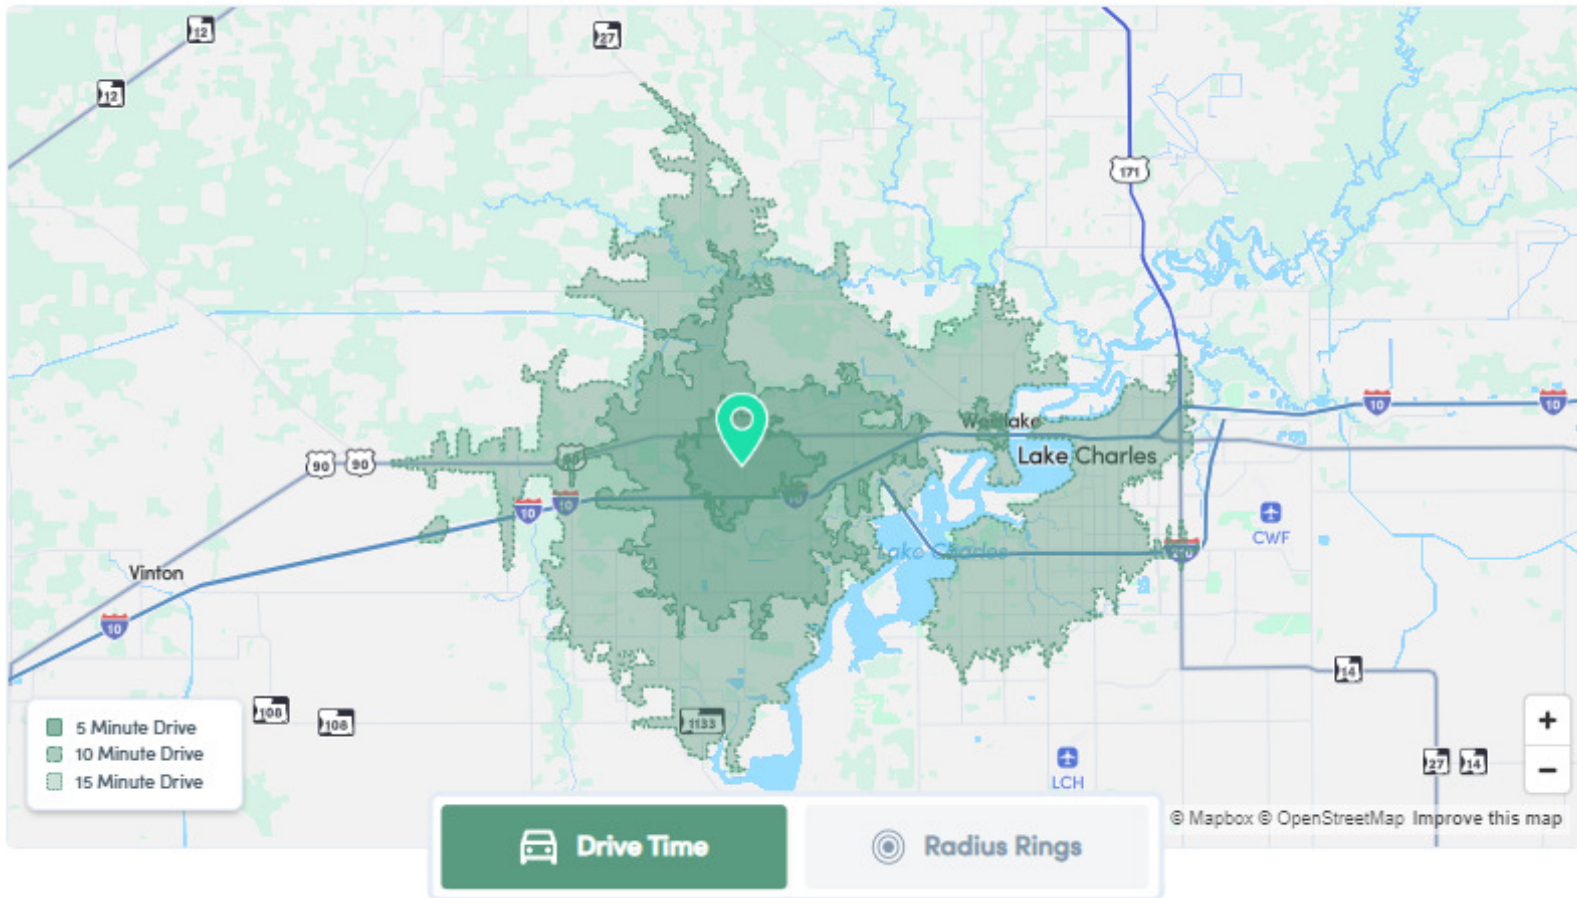 12
27
12
171
10
10
Westlake
90
90
90
Lake Charles
10
10
10
CWF
Lake Charles
210
Vinton
10
14
108
108
1133
5 Minute Drive
10 Minute Drive
15 Minute Drive
+
27
14
−
LCH
© Mapbox © OpenStreetMap Improve this map
Drive Time
Radius Rings